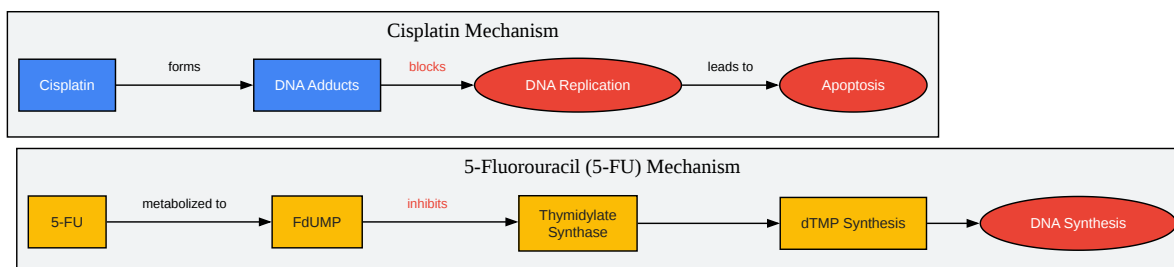 Cisplatin Mechanism
Cisplatin
forms
DNA Adducts
blocks
DNA Replication
leads to
Apoptosis
5-Fluorouracil (5-FU) Mechanism
5-FU
metabolized to
FdUMP
inhibits
Thymidylate
Synthase
dTMP Synthesis
DNA Synthesis